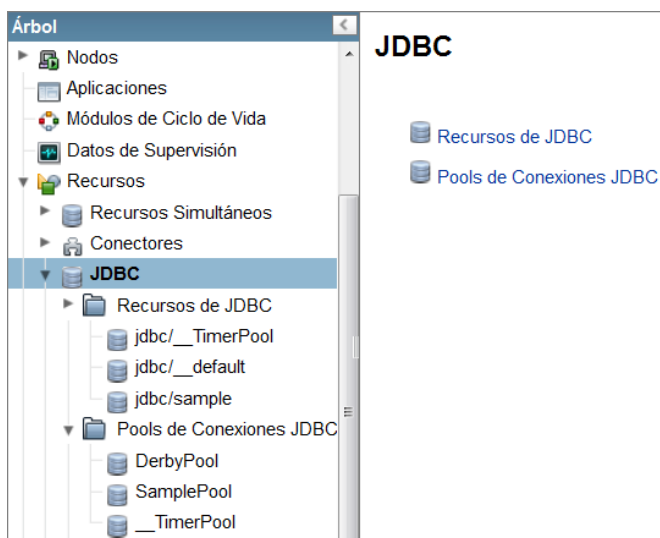 Árbol
Nodos
Aplicaciones
Módulos de Ciclo de Vida
Datos de Supervisión
Recursos
Recursos Simultáneos
Conectores
JDBC
Recursos de JDBC
jdbc/__TimerPool
jdbc/__default
jdbc/sample
Pools de Conexiones JDBC
DerbyPool
SamplePool
__TimerPool
JDBC
Recursos de JDBC
Pools de Conexiones JDBC